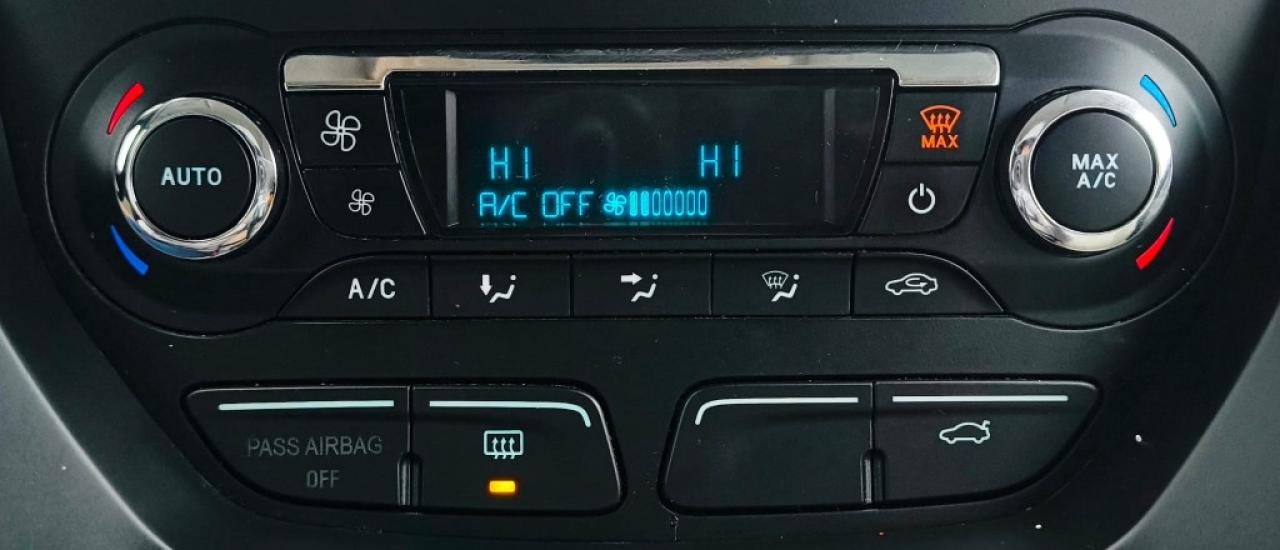 AUTO
HI HI
A/C OFF
MAX
MAX
A/C
A/C
PASS AIRBAG
OFF